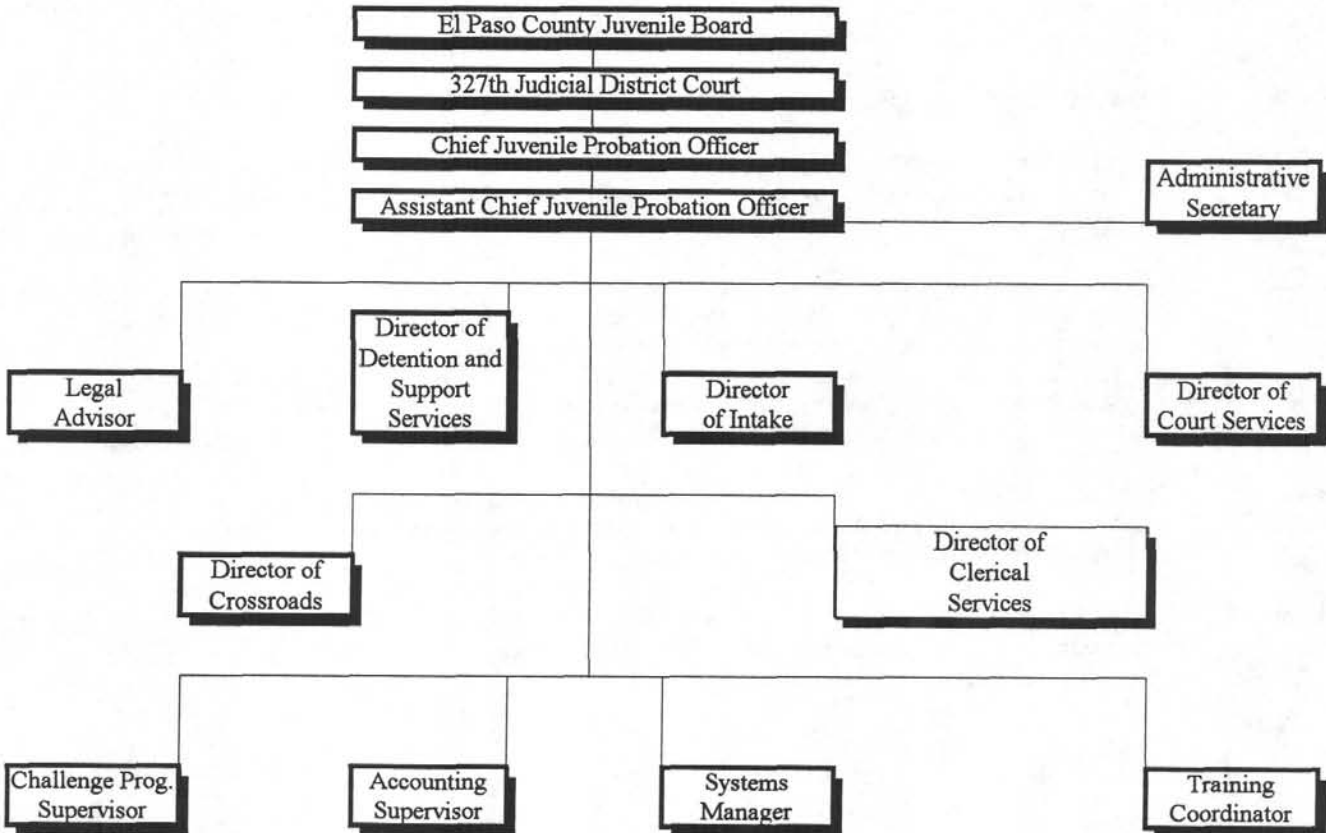 El Paso County Juvenile Board
327th Judicial District Court
Chief Juvenile Probation Officer
Assistant Chief Juvenile Probation Officer
Administrative
Secretary
Legal
Advisor
Director of
Detention and
Support
Services
Director
of Intake
Director of
Court Services
Director of
Crossroads
Director of
Clerical
Services
Challenge Prog.
Supervisor
Accounting
Supervisor
Systems
Manager
Training
Coordinator